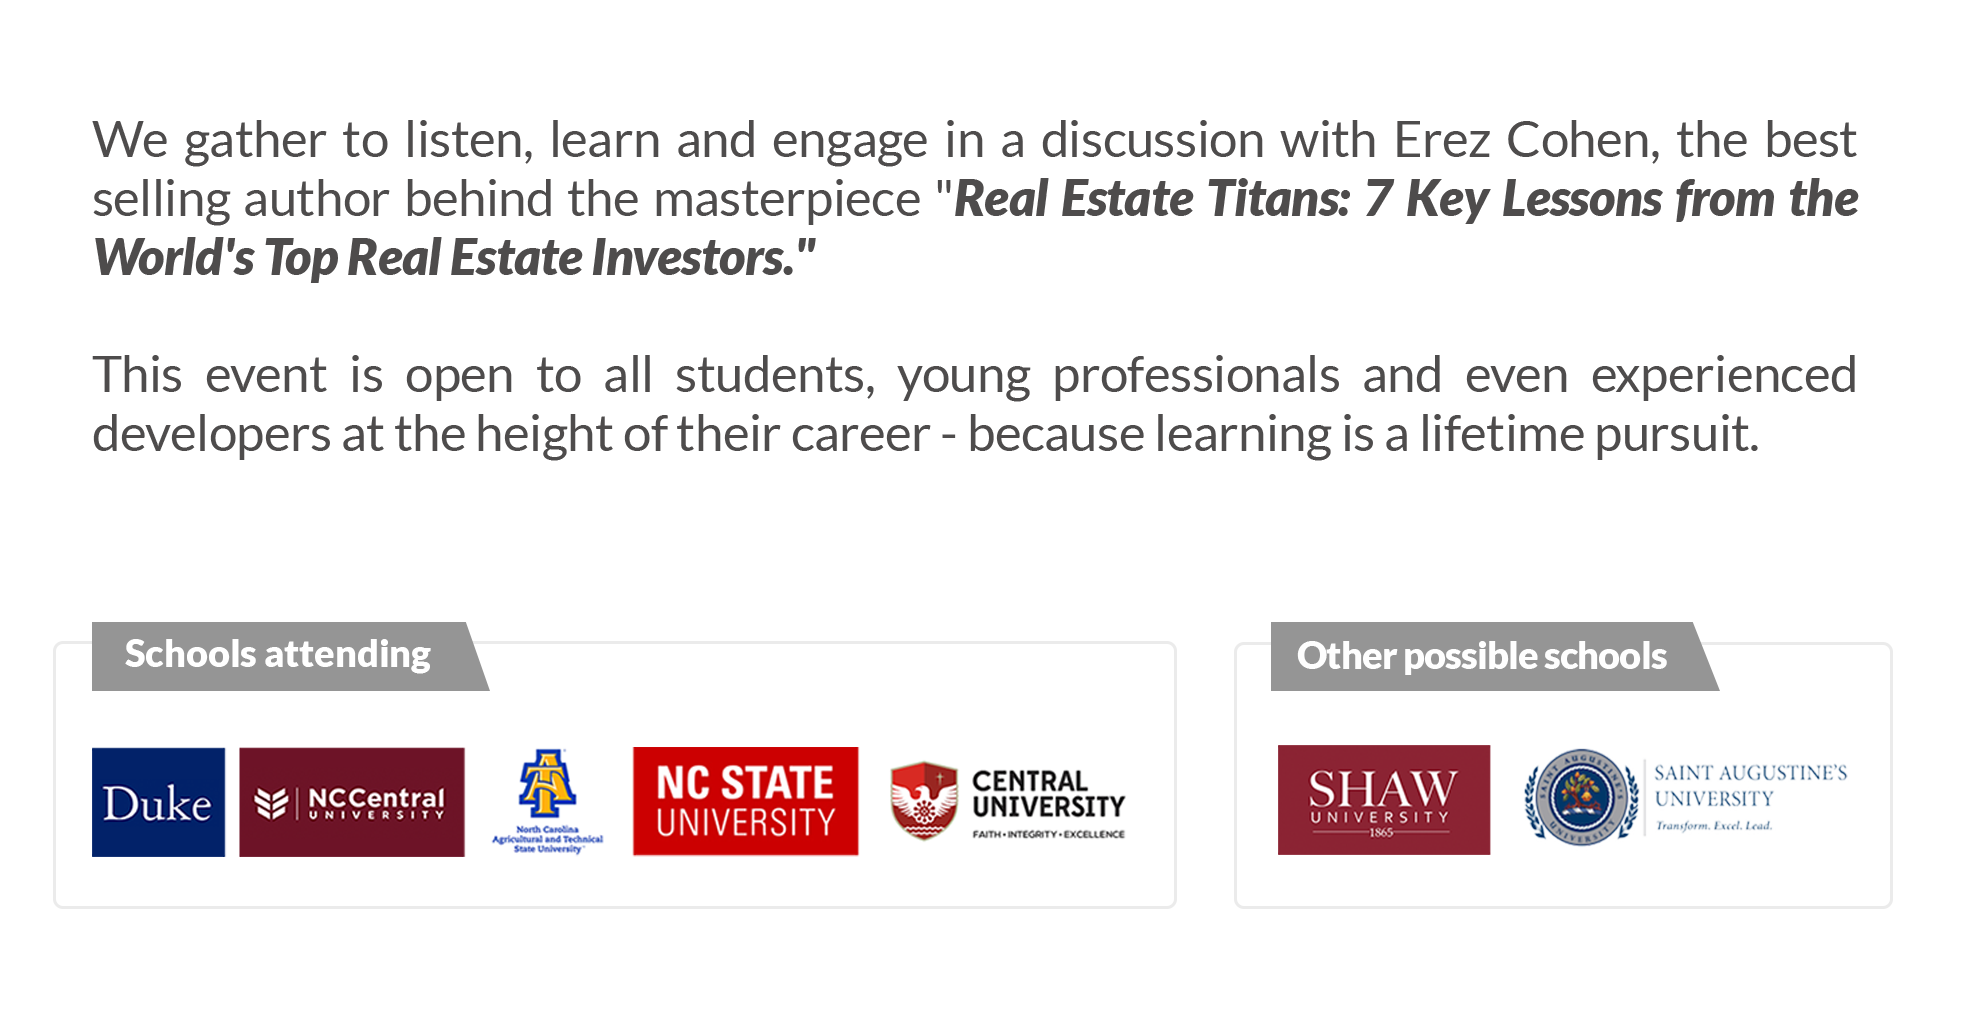 We gather to listen, learn and engage in a discussion with Erez Cohen, the best
selling author behind the masterpiece "Real Estate Titans: 7 Key Lessons from the
World's Top Real Estate Investors."
This event is open to all students, young professionals and even experienced
developers at the height of their career - because learning is a lifetime pursuit.
Schools attending
Duke
NCCentral
UNIVERSITY
North Carolina
Agricultural and Technical
State University
NC STATE
UNIVERSITY
CENTRAL
UNIVERSITY
FAITH • INTEGRITY • EXCELLENCE
Other possible schools
SHAW
UNIVERSITY
1865
SAINT AUGUSTINE'S
UNIVERSITY
SAINT AUGUSTINE'S
UNIVERSITY
Transform. Excel. Lead.